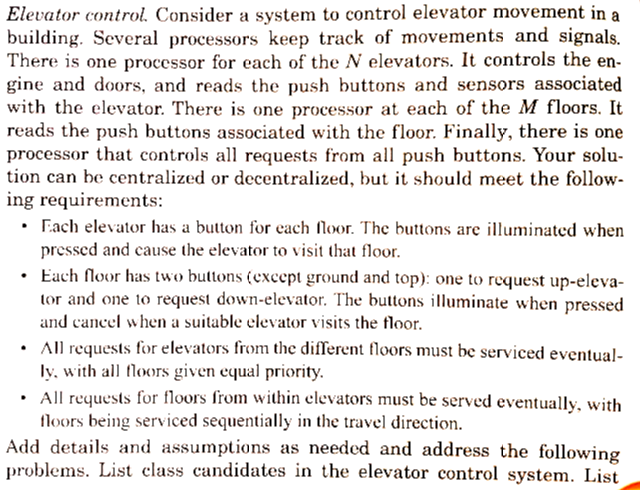 Elevator control. Consider a system to control elevator movement in a
building. Several processors keep track of movements and signals.
There is one processor for each of the N elevators. It controls the en-
gine and doors, and reads the push buttons and sensors associated
with the elevator. There is one processor at each of the M floors. It
reads the push buttons associated with the floor. Finally, there is one
processor that controls all requests from all push buttons. Your solu-
tion can be centralized or decentralized, but it should meet the follow-
ing requirements:
• Each elevator has a button for each floor. The buttons are illuminated when
pressed and cause the elevator to visit that floor.
• Each floor has two buttons (except ground and top): one to request up-eleva-
tor and one to request down-elevator. The buttons illuminate when pressed
and cancel when a suitable elevator visits the floor.
• All requests for elevators from the different floors must be serviced eventual-
ly, with all floors given equal priority.
• All requests for floors from within elevators must be served eventually, with
floors being serviced sequentially in the travel direction.
Add details and assumptions as needed and address the following
problems. List class candidates in the elevator control system. List